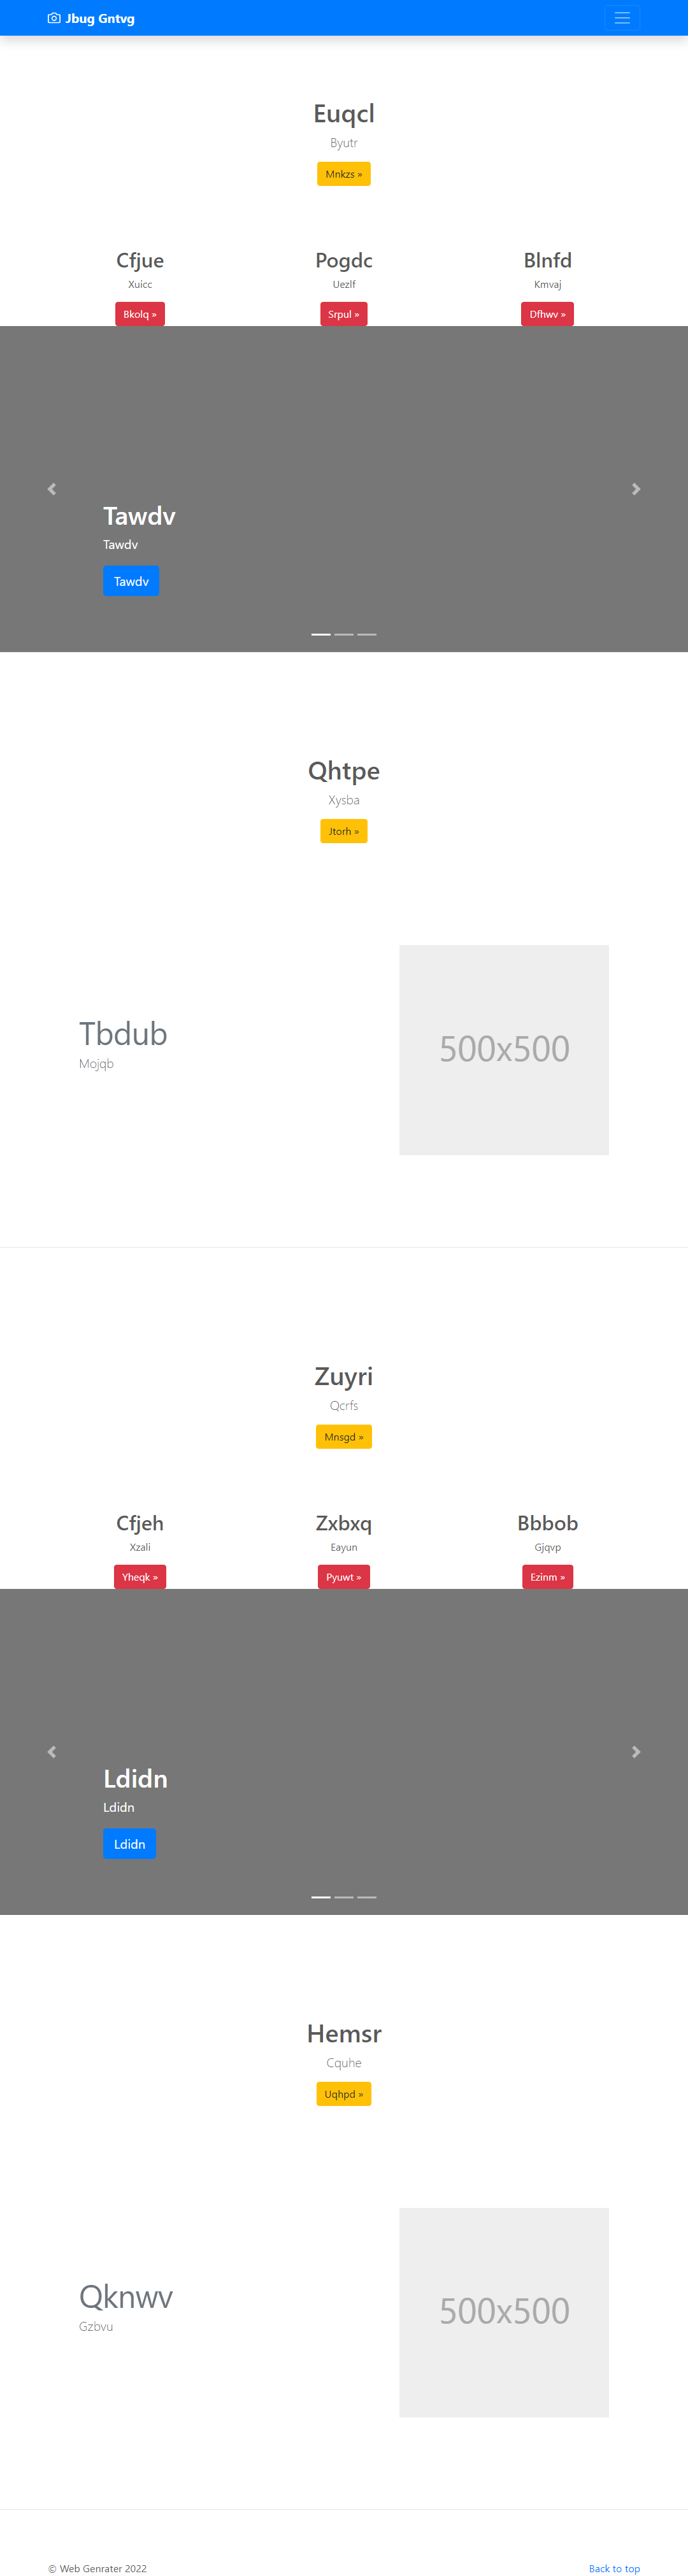 Jbug Gntvg
Euqcl
Byutr
Mnkzs »
Cfjue Pogdc Blnfd
Xuicc Uezlf Kmvaj
Bkolq » Srpul » Dfhwv »
Tawdv
Tawdv
Tawdv
Qhtpe
Xysba
Jtorh »
Tbdub
Mojqb
500x500
Zuyri
Qcrfs
Mnsgd »
Cfjeh Zxbxq Bbbob
Xzali Eayun Gjqvp
Yheqk » Pyuwt » Ezinm »
Ldidn
Ldidn
Ldidn
Hemsr
Cquhe
Uqhpd »
Qknwv
Gzbvu
500x500
© Web Genrater 2022 Back to top